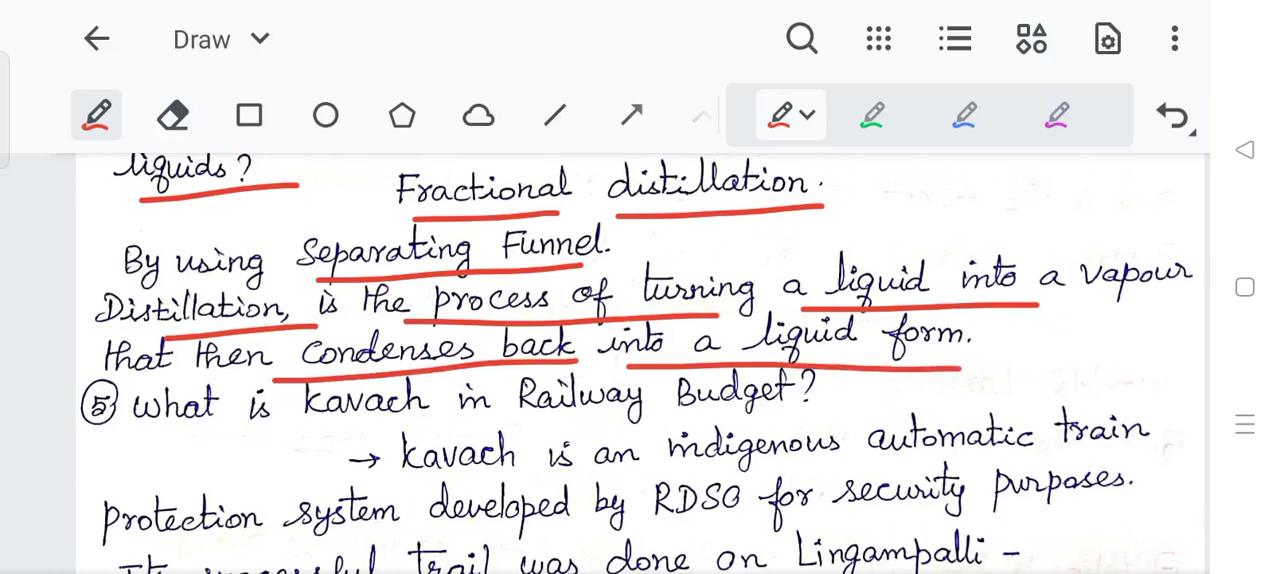 Draw
liquids?
Fractional distillation.
By using Separating Funnel.
Distillation, is the process of turning a liquid into a vapour
that then condenses back into a liquid form.
⑤ What is kavach in Railway Budget?
→ kavach is an indigenous automatic train
protection system developed by RDSO for security purposes.
successful trail was done on Lingampalli -